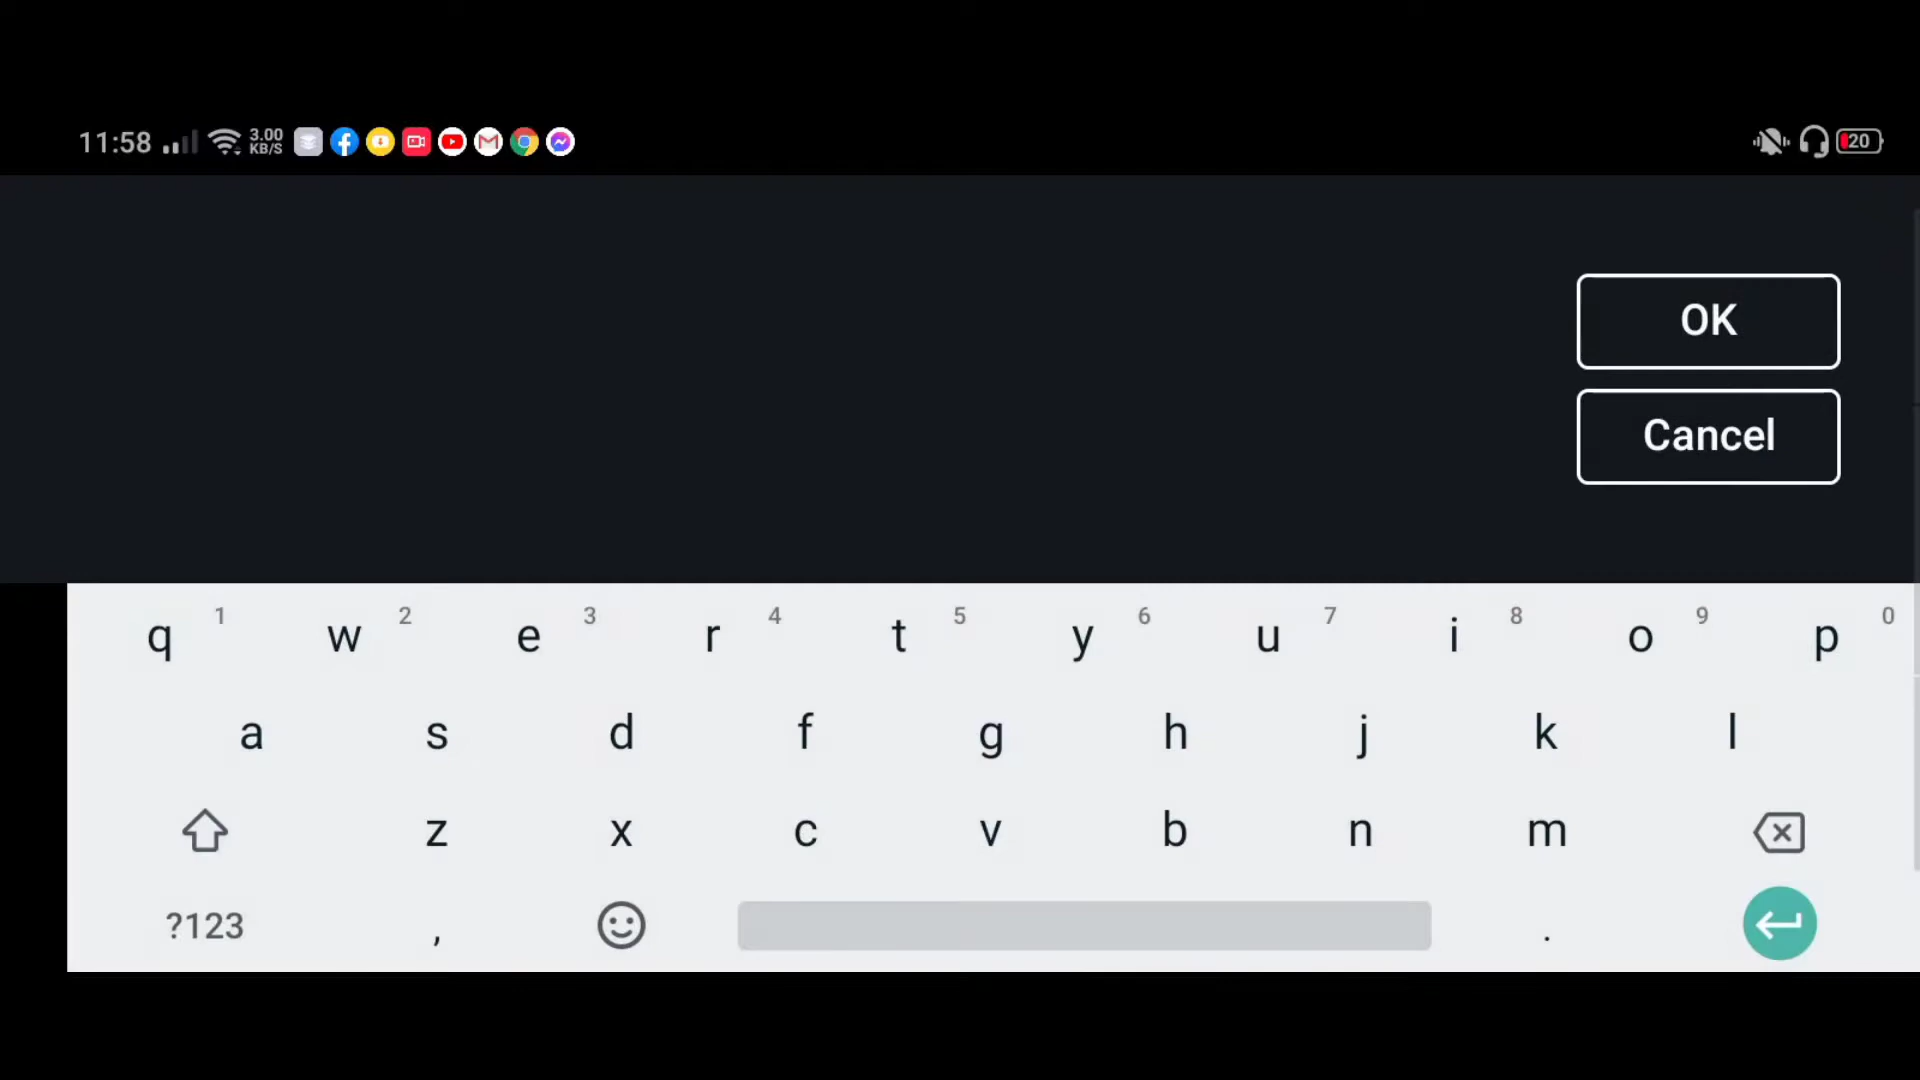 11:58 3.00 KB/S 20
OK
Cancel
q 1 w 2 e 3 r 4 t 5 y 6 u 7 i 8 o 9 p 0
a s d f g h j k l
z x c v b n m
?123 , .